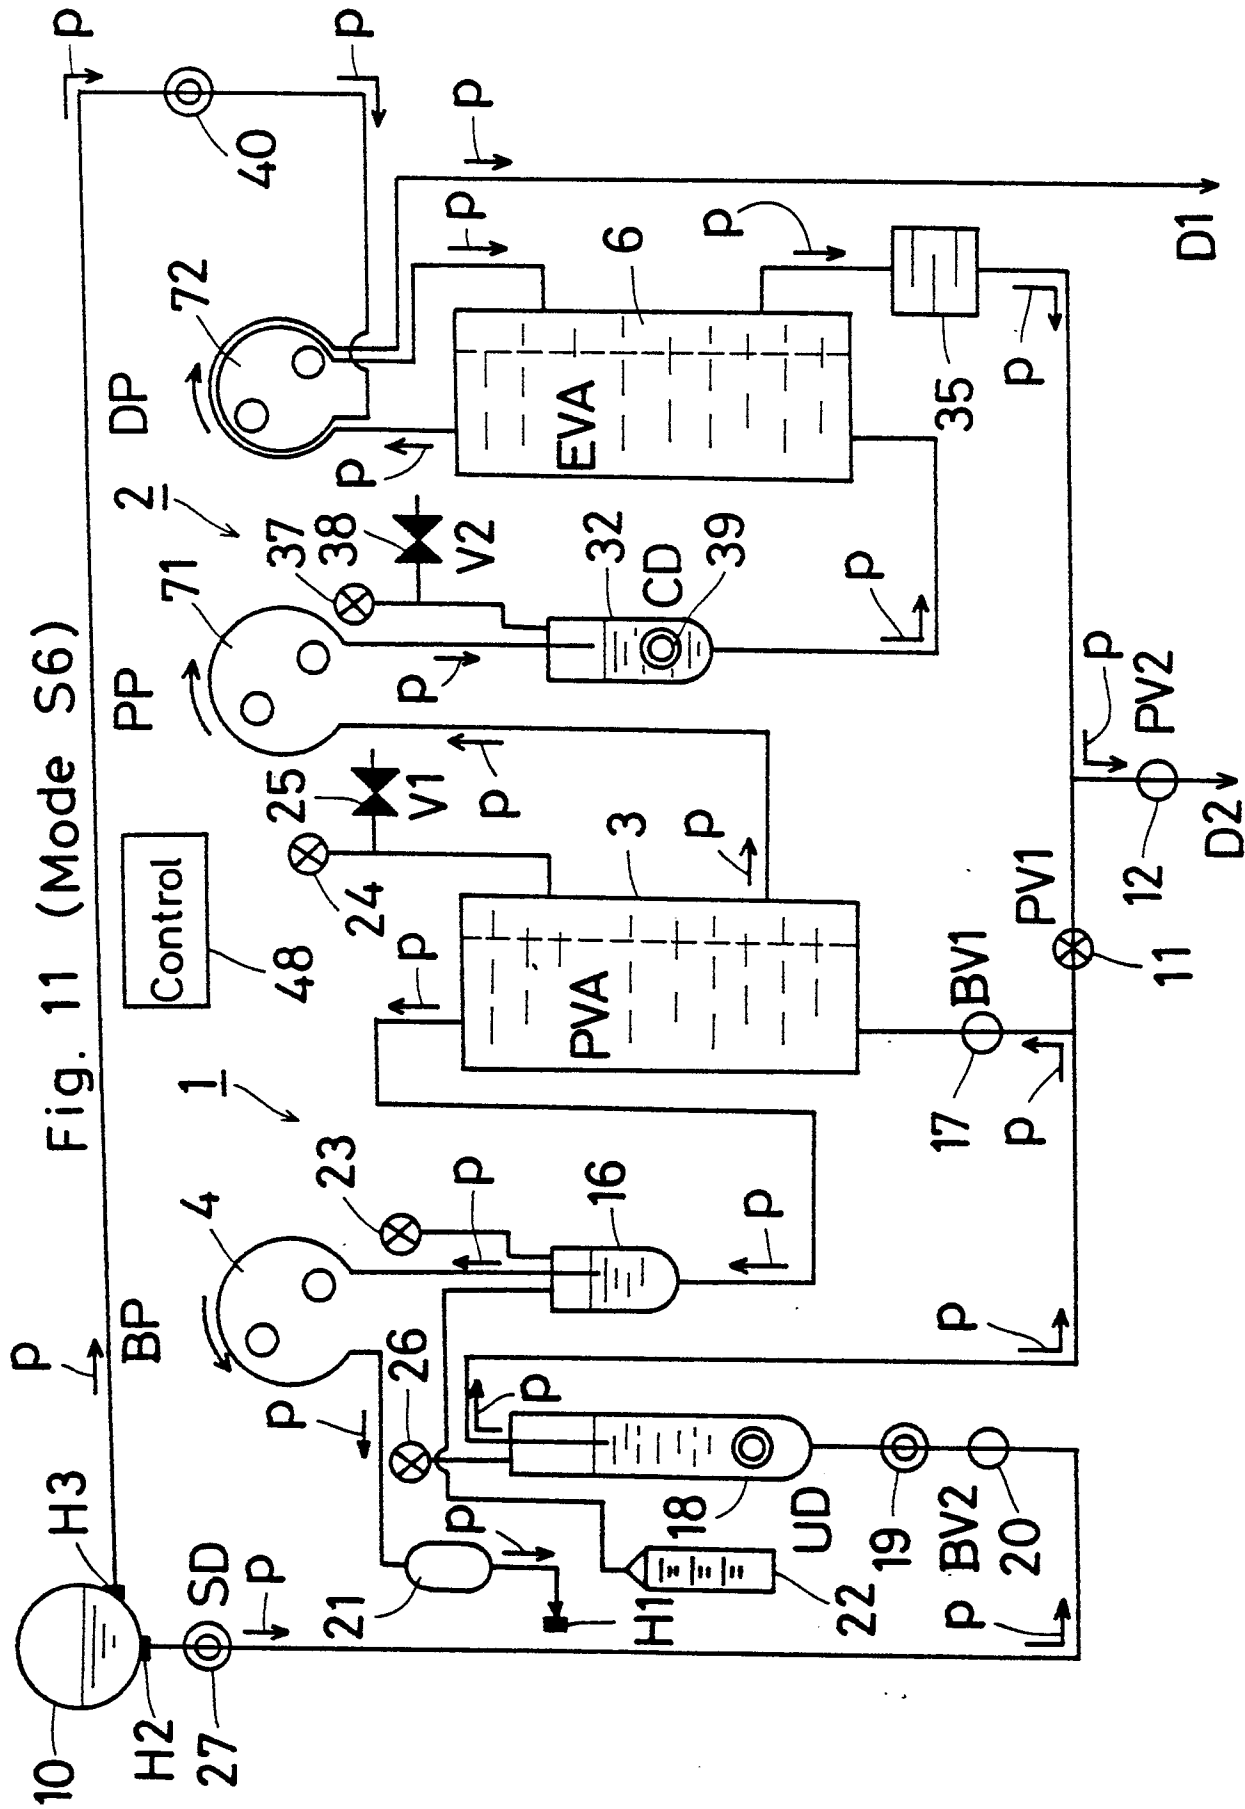 Fig. 11 (Mode S6)
10
H2
27
SD
H3
p
p
BP
4
1
23
Control
48
PP
71
2
DP
72
40
p
p
p
p
p
p
21
H1
22
26
16
p
p
p
p
24
25
V1
PVA
3
p
p
37
38
V2
32
CD
39
p
p
EVA
6
p
p
35
p
18
UD
19
BV2
20
p
p
17
BV1
p
PV1
11
12
PV2
p
D2
D1